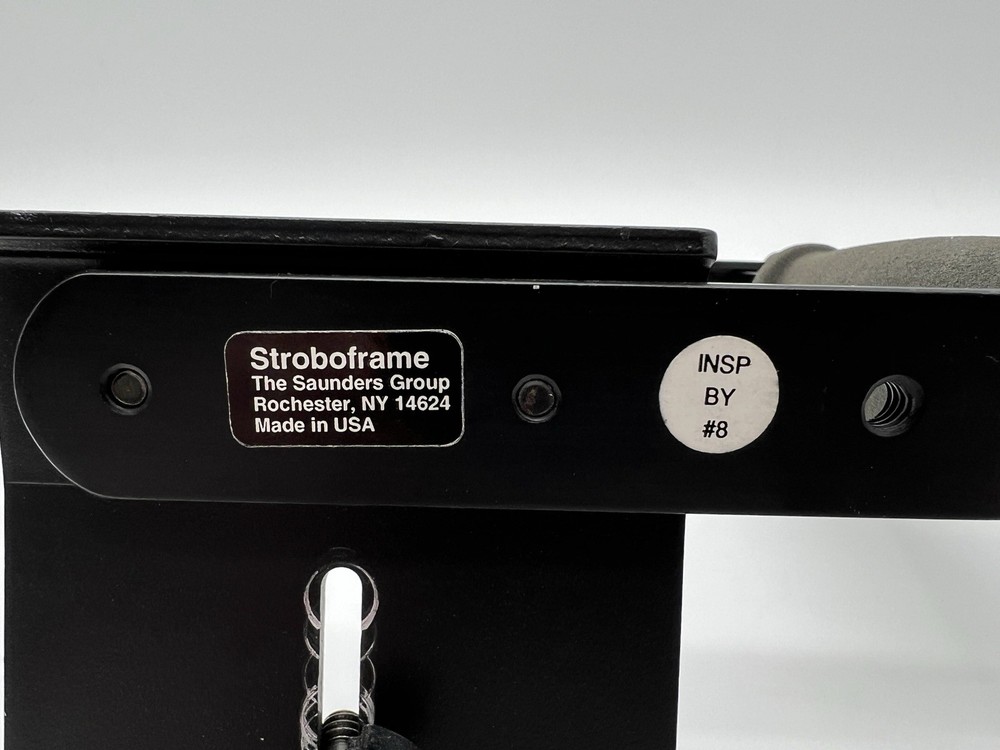 Stroboframe
The Saunders Group
Rochester, NY 14624
Made in USA
INSP
BY
#8